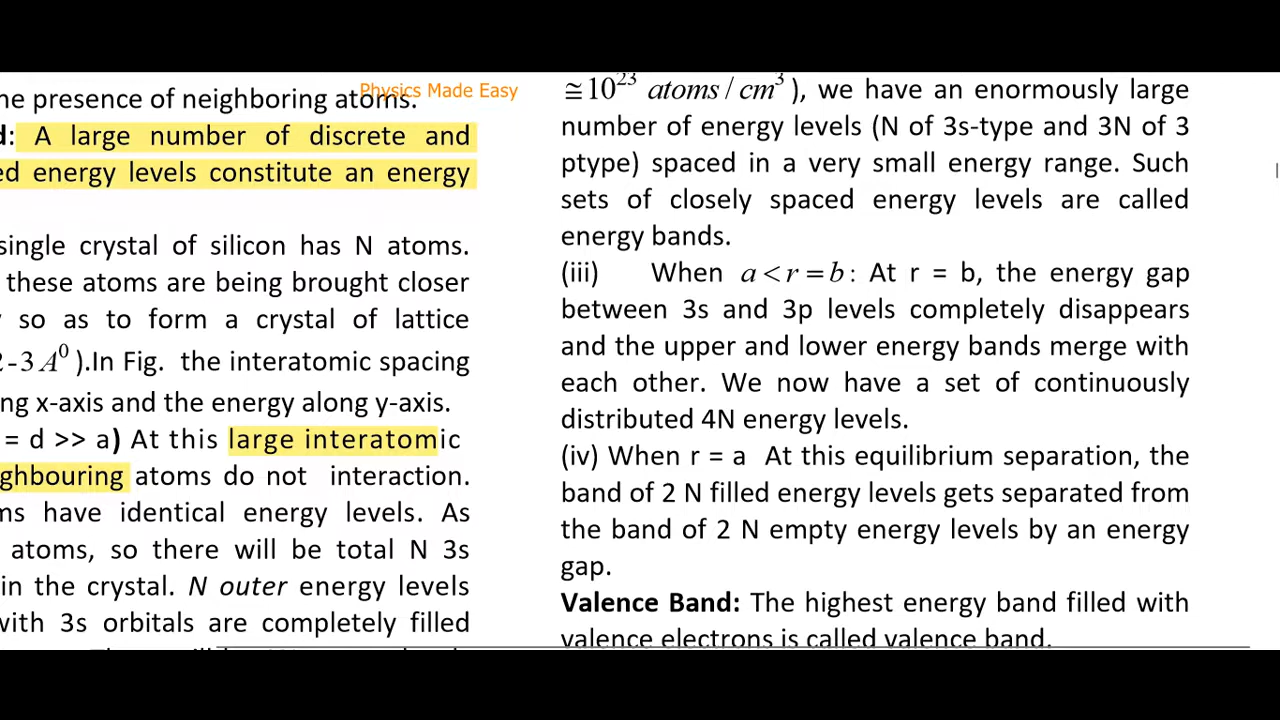 Physics Made Easy
he presence of neighboring atoms.
d: A large number of discrete and
ed energy levels constitute an energy
single crystal of silicon has N atoms.
these atoms are being brought closer
so as to form a crystal of lattice
2-3 A⁰ ).In Fig. the interatomic spacing
ng x-axis and the energy along y-axis.
= d >> a) At this large interatomic
ghbouring atoms do not interaction.
ms have identical energy levels. As
atoms, so there will be total N 3s
in the crystal. N outer energy levels
with 3s orbitals are completely filled
≅10²³ atoms / cm³ ), we have an enormously large
number of energy levels (N of 3s-type and 3N of 3
ptype) spaced in a very small energy range. Such
sets of closely spaced energy levels are called
energy bands.
(iii) When a < r = b : At r = b, the energy gap
between 3s and 3p levels completely disappears
and the upper and lower energy bands merge with
each other. We now have a set of continuously
distributed 4N energy levels.
(iv) When r = a At this equilibrium separation, the
band of 2 N filled energy levels gets separated from
the band of 2 N empty energy levels by an energy
gap.
Valence Band: The highest energy band filled with
valence electrons is called valence band.